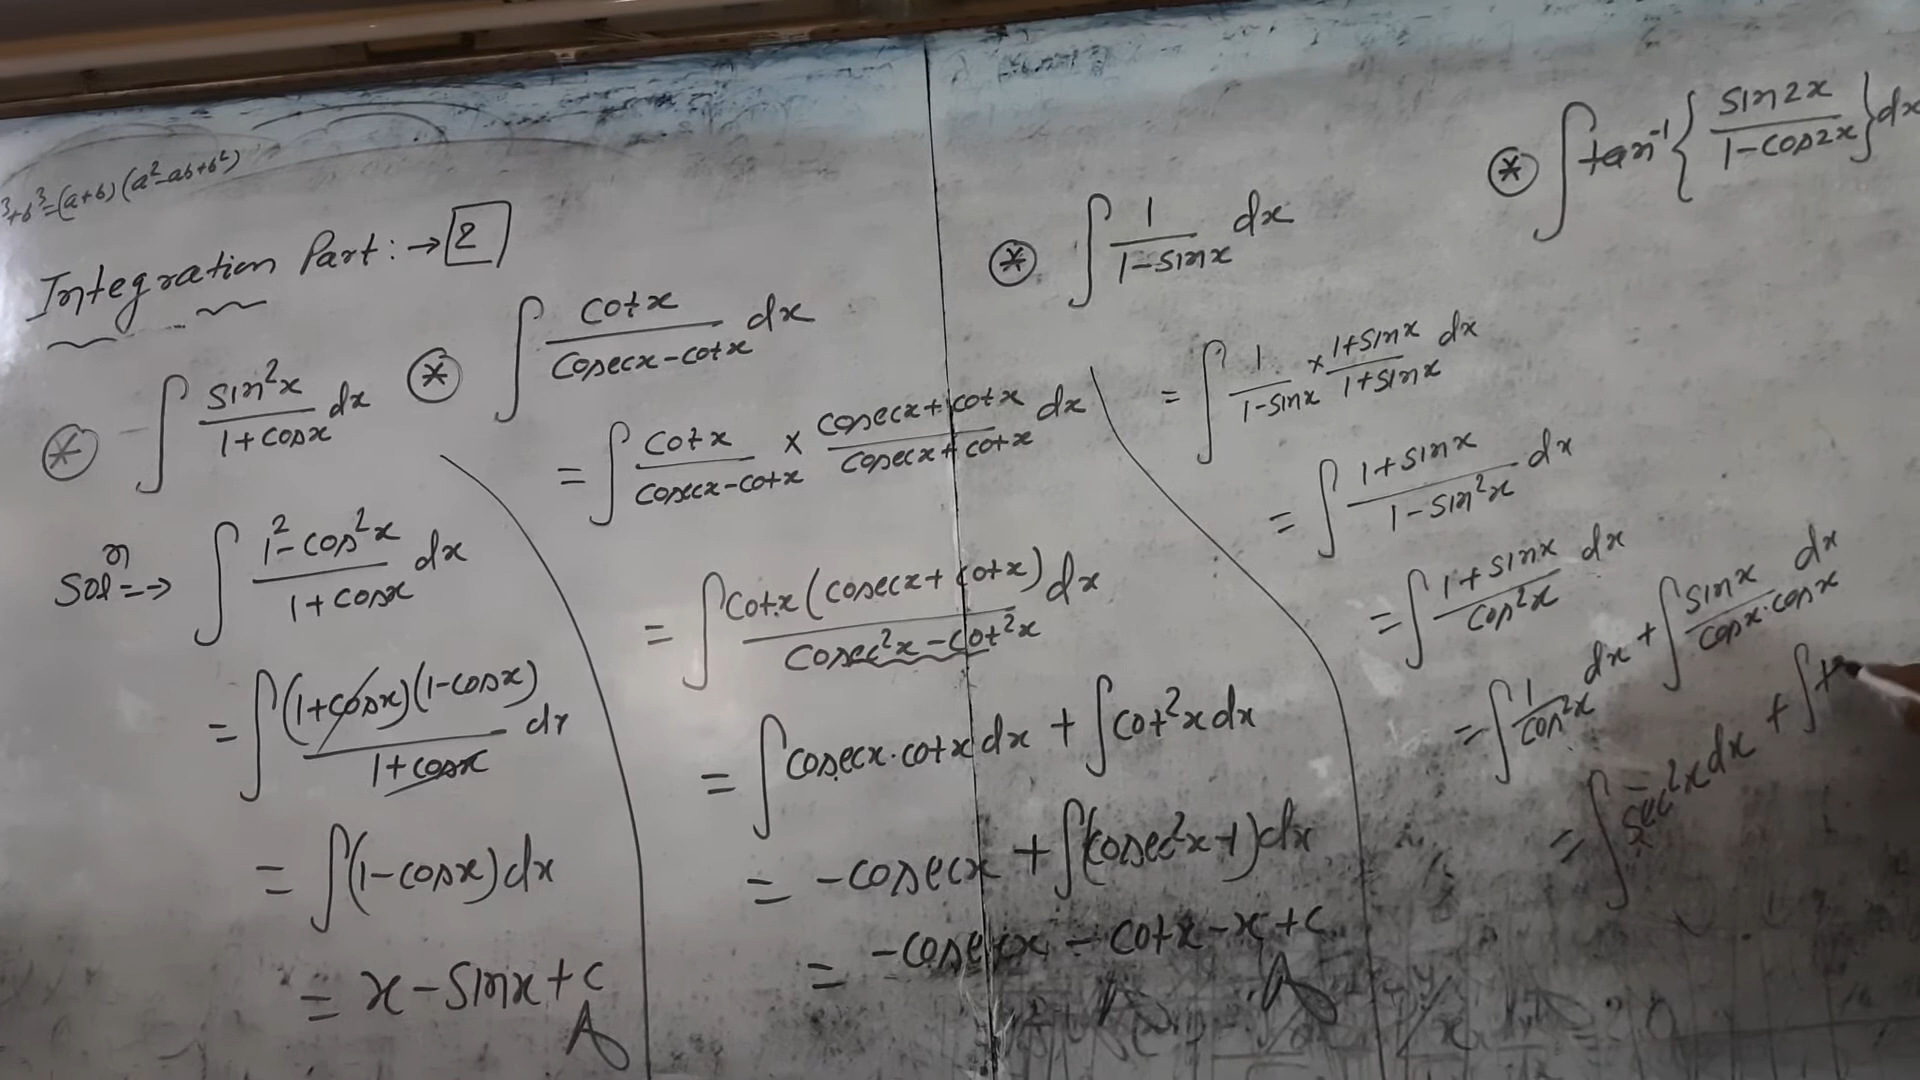 ³+b³=(a+b)(a²-ab+b²)
Integration Part:→ 2
* ∫ sin²x/(1+cosx) dx
Solⁿ=→ ∫ (1²-cos²x)/(1+cosx) dx
= ∫ (1+cosx)(1-cosx)/(1+cosx) dx
= ∫(1-cosx)dx
= x-sinx+c
* ∫ cotx/(cosecx-cotx) dx
= ∫ cotx/(cosecx-cotx) × (cosecx+cotx)/(cosecx+cotx) dx
= ∫ cotx(cosecx+cotx)/(cosec²x-cot²x) dx
= ∫cosecx·cotx dx + ∫cot²x dx
= -cosecx + ∫(cosec²x-1)dx
= -cosecx - cotx-x+c
* ∫ 1/(1-sinx) dx
= ∫ 1/(1-sinx) × (1+sinx)/(1+sinx) dx
= ∫ (1+sinx)/(1-sin²x) dx
= ∫ (1+sinx)/cos²x dx
= ∫ 1/cos²x dx + ∫ sinx/(cosx·cosx) dx
= ∫sec²x dx + ∫
* ∫tan⁻¹{sin2x/(1-cos2x)}dx